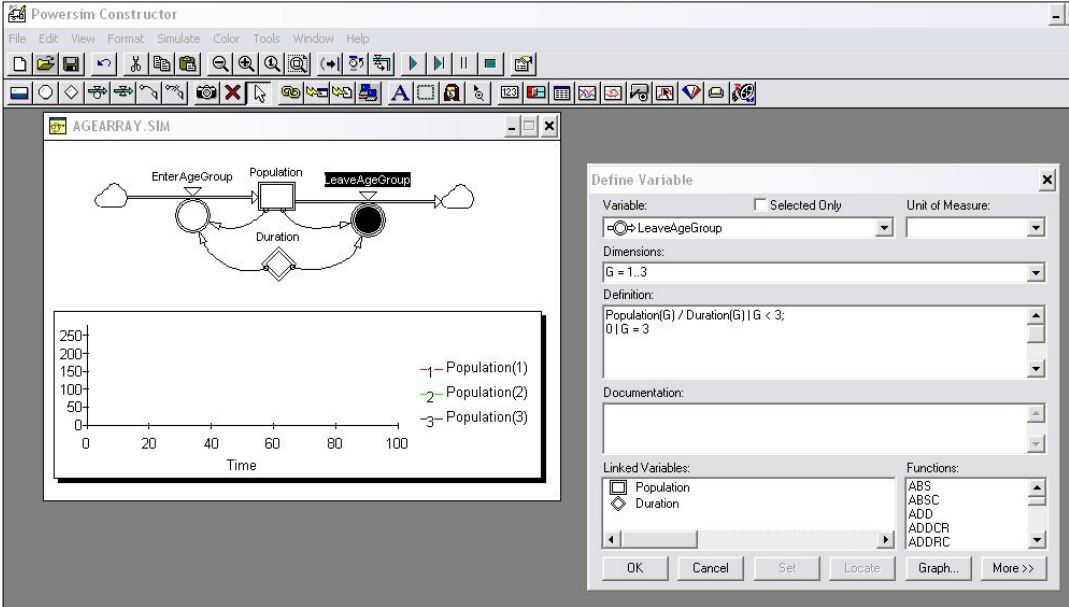 Powersim Constructor
File Edit View Format Simulate Color Tools Window Help
123
AGEARRAY.SIM
EnterAgeGroup Population LeaveAgeGroup
Duration
250
200
150
100
50
0
0 20 40 60 80 100
Time
1 Population(1)
2 Population(2)
3 Population(3)
Define Variable
Variable: Selected Only Unit of Measure:
LeaveAgeGroup
Dimensions:
G = 1..3
Definition:
Population(G) / Duration(G) | G < 3;
0 | G = 3
Documentation:
Linked Variables: Functions:
Population
Duration
ABS
ABSC
ADD
ADDCR
ADDRC
OK Cancel Set Locate Graph... More >>